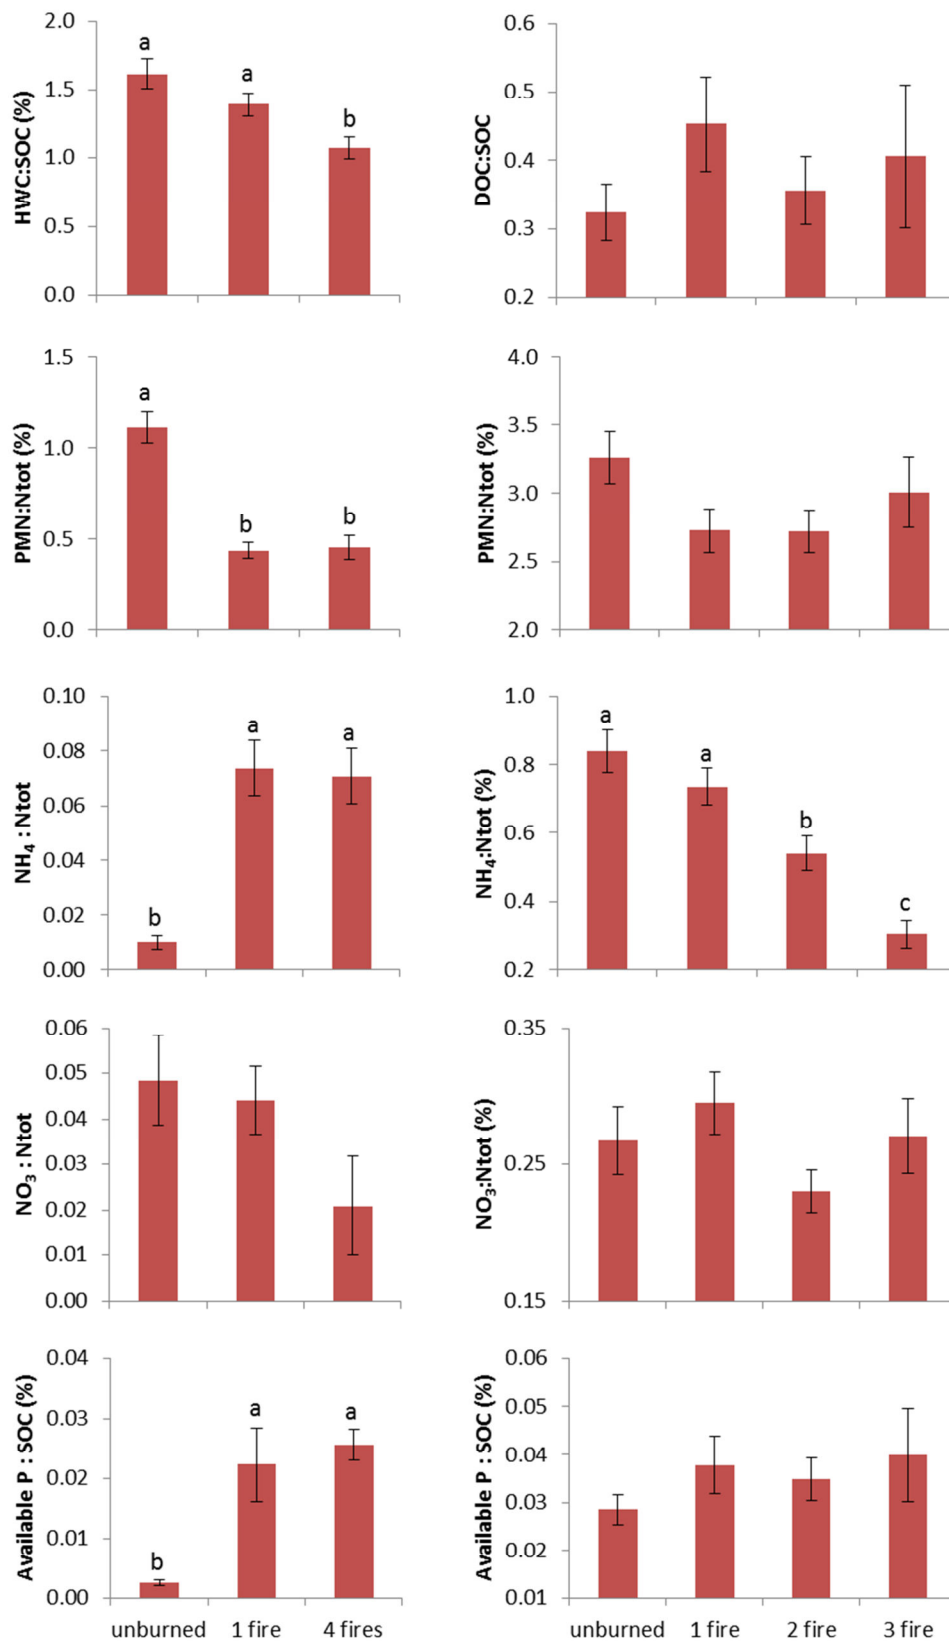 HWC:SOC (%)
2.0
1.5
1.0
0.5
0.0
a
a
b
DOC:SOC
0.6
0.5
0.4
0.3
0.2
PMN:Ntot (%)
1.5
1.0
0.5
0.0
a
b
b
PMN:Ntot (%)
4.0
3.5
3.0
2.5
2.0
NH₄ : Ntot
0.10
0.08
0.06
0.04
0.02
0.00
b
a
a
NH₄:Ntot (%)
1.0
0.8
0.6
0.4
0.2
a
a
b
c
NO₃ : Ntot
0.06
0.05
0.04
0.03
0.02
0.01
0.00
NO₃:Ntot (%)
0.35
0.25
0.15
Available P : SOC (%)
0.04
0.03
0.02
0.01
0.00
b
a
a
unburned 1 fire 4 fires
Available P : SOC (%)
0.06
0.05
0.04
0.03
0.02
0.01
unburned 1 fire 2 fire 3 fire